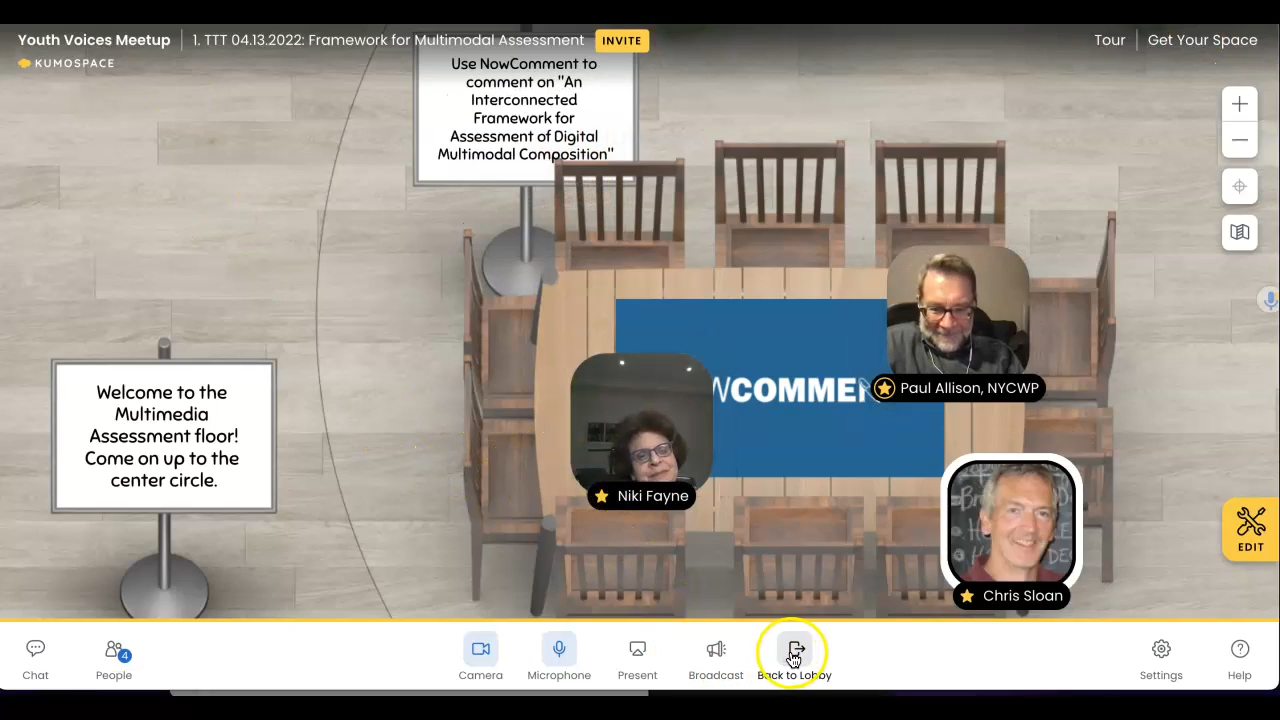 Youth Voices Meetup
1. TTT 04.13.2022: Framework for Multimodal Assessment
INVITE
Tour
Get Your Space
KUMOSPACE
Use NowComment to
comment on "An
Interconnected
Framework for
Assessment of Digital
Multimodal Composition"
Welcome to the
Multimedia
Assessment floor!
Come on up to the
center circle.
COMME
Paul Allison, NYCWP
Niki Fayne
Chris Sloan
EDIT
Chat
4
People
Camera
Microphone
Present
Broadcast
Back to Lobby
Settings
Help